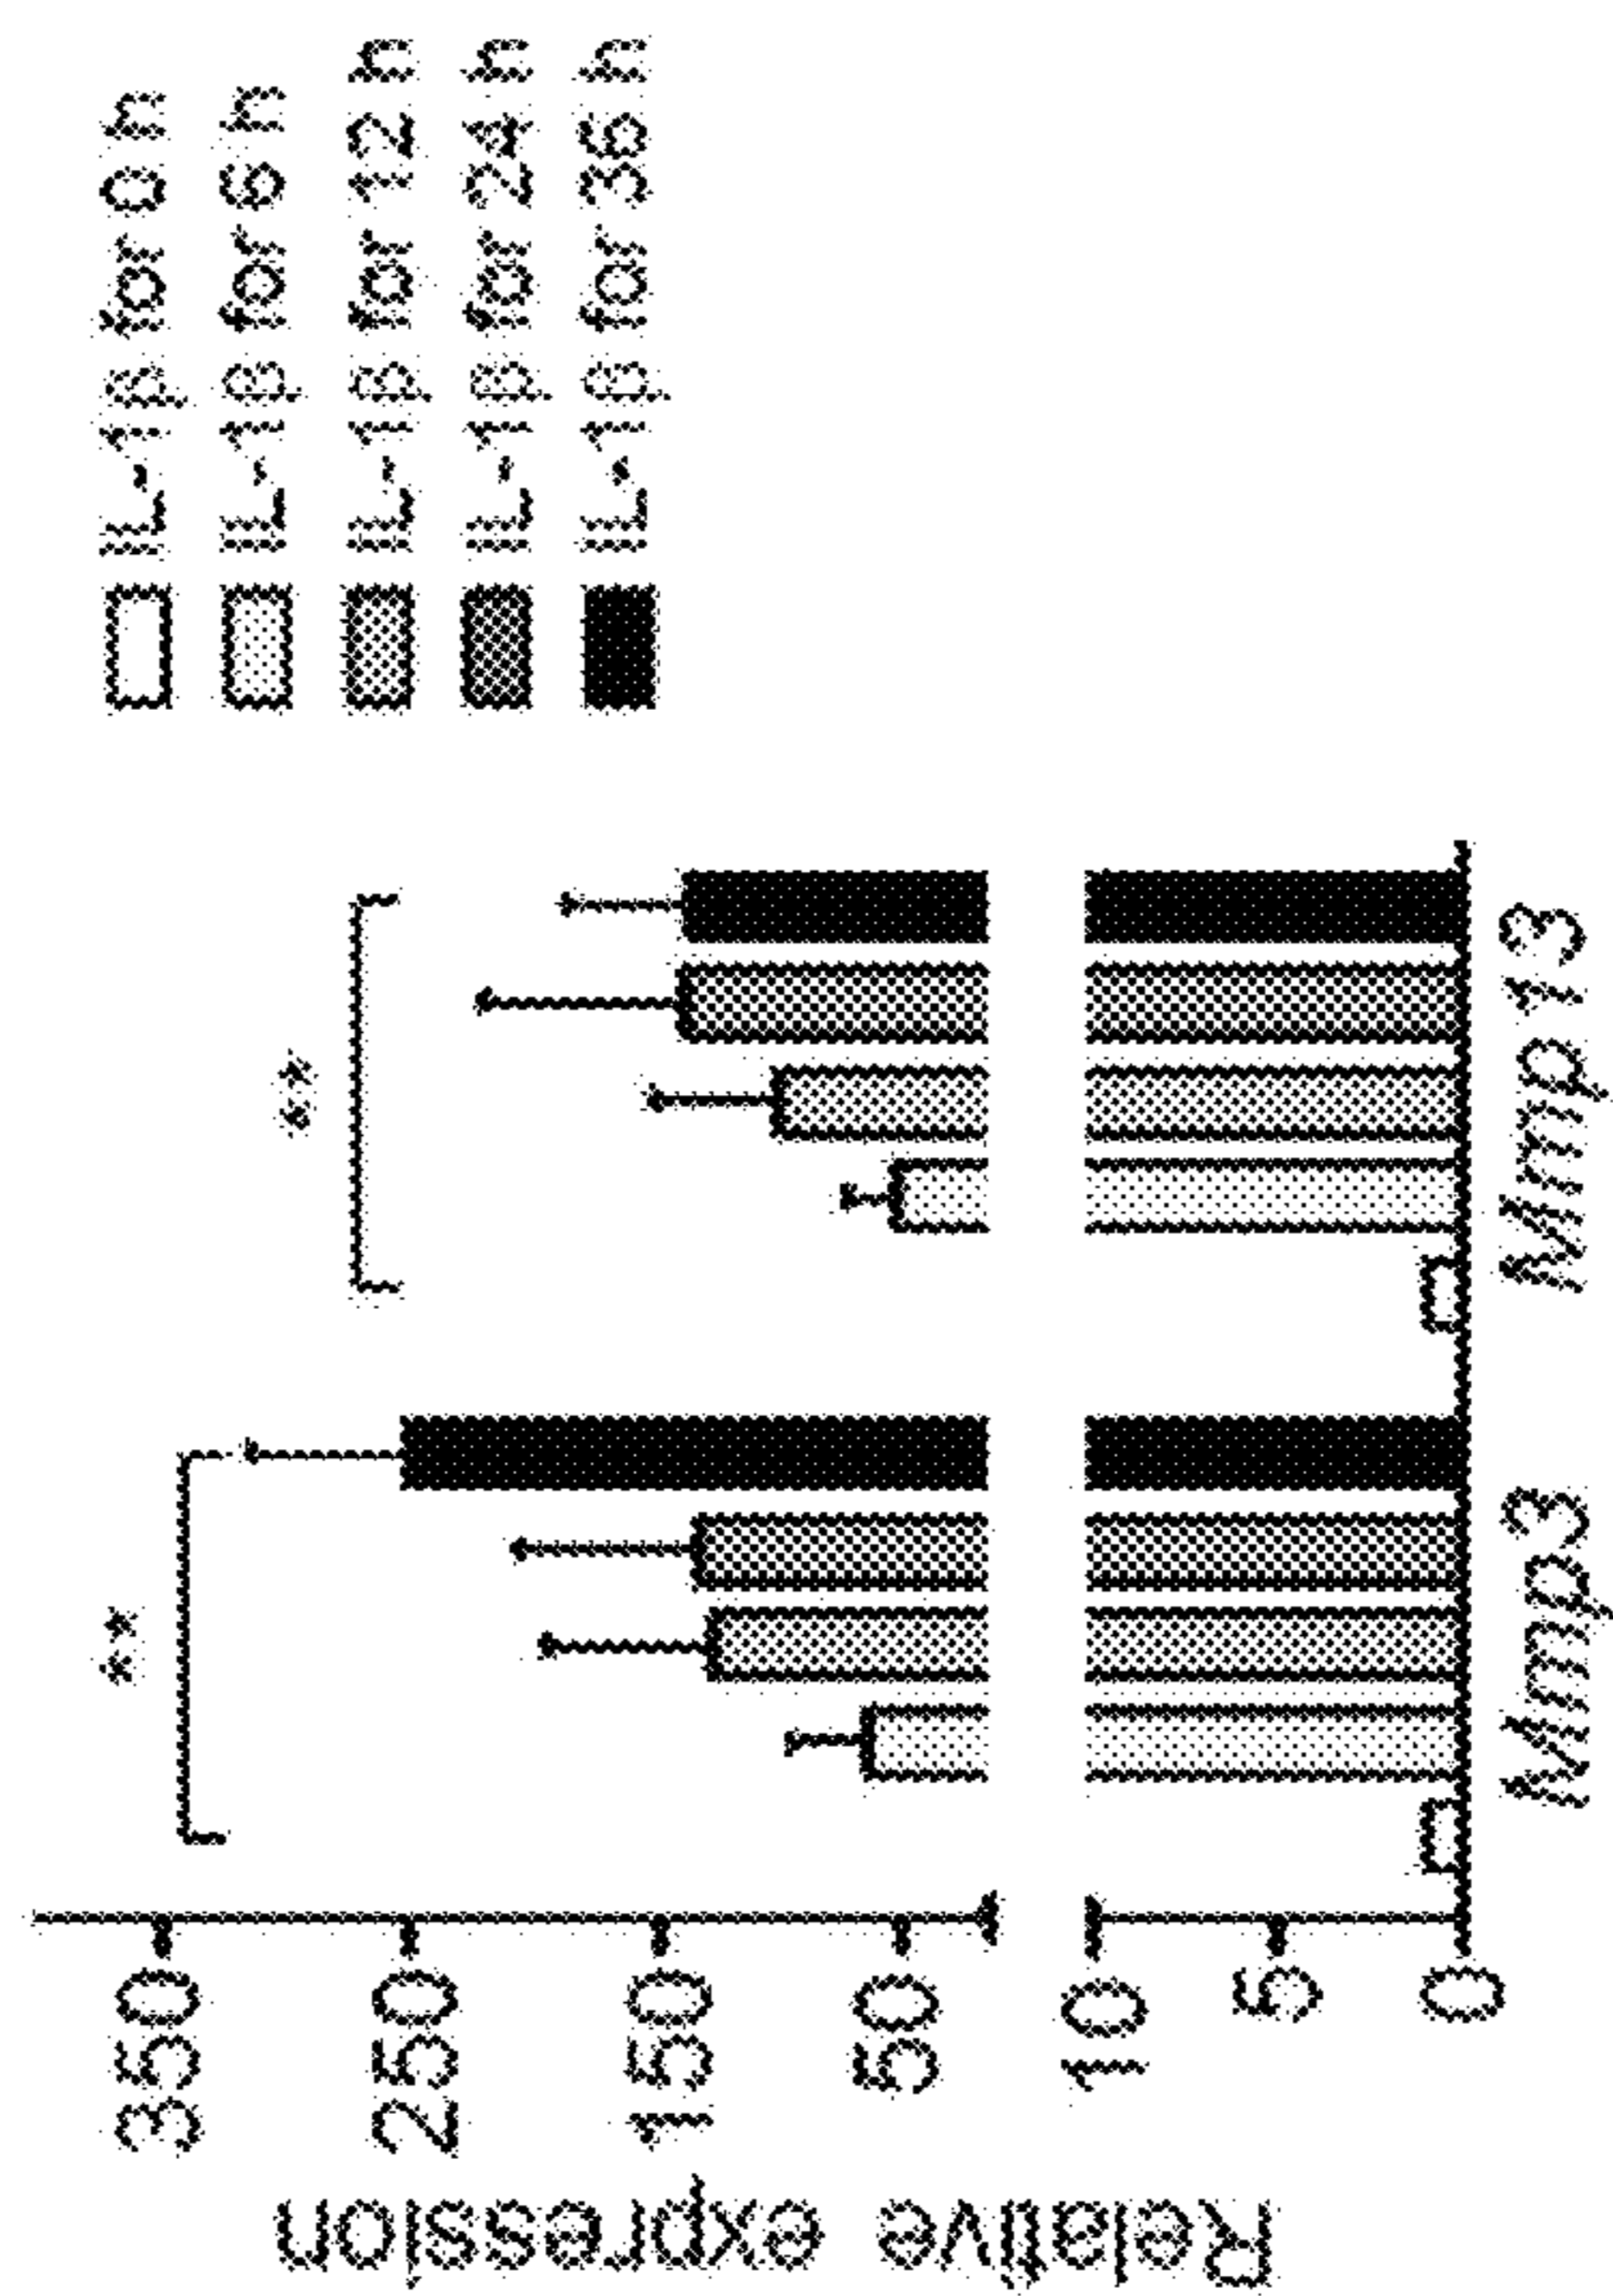 IL-1β for 0 h
IL-1β for 6 h
IL-1β for 12 h
IL-1β for 24 h
IL-1β for 36 h
Relative expression
350
250
150
50
10
5
0
**
**
Mmp3
Mmp13